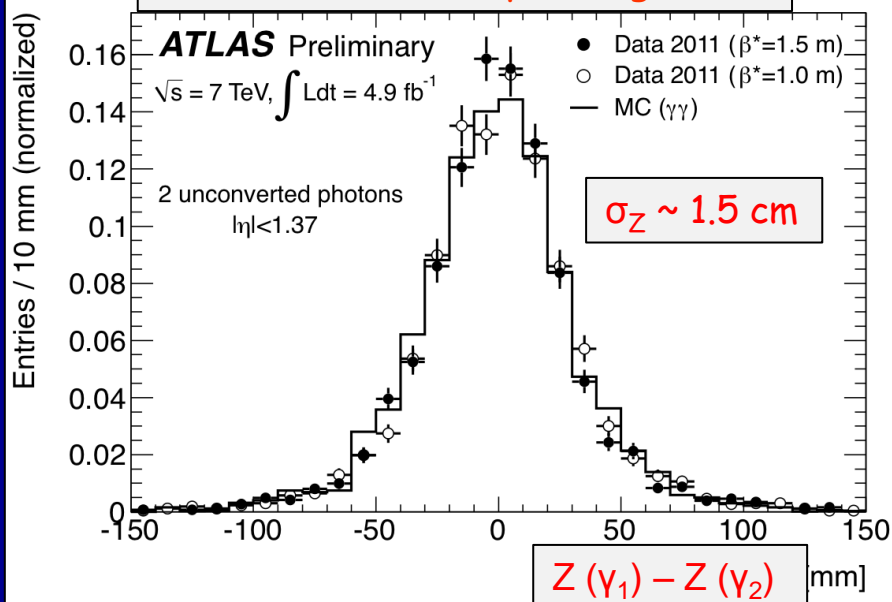 ATLAS Preliminary
√s = 7 TeV, ∫ Ldt = 4.9 fb⁻¹
2 unconverted photons
|η|<1.37
Data 2011 (β*=1.5 m)
Data 2011 (β*=1.0 m)
MC (γγ)
σZ ~ 1.5 cm
Entries / 10 mm (normalized)
0.16
0.14
0.12
0.1
0.08
0.06
0.04
0.02
0
-150 -100 -50 0 50 100 150
Z (γ₁) – Z (γ₂) [mm]